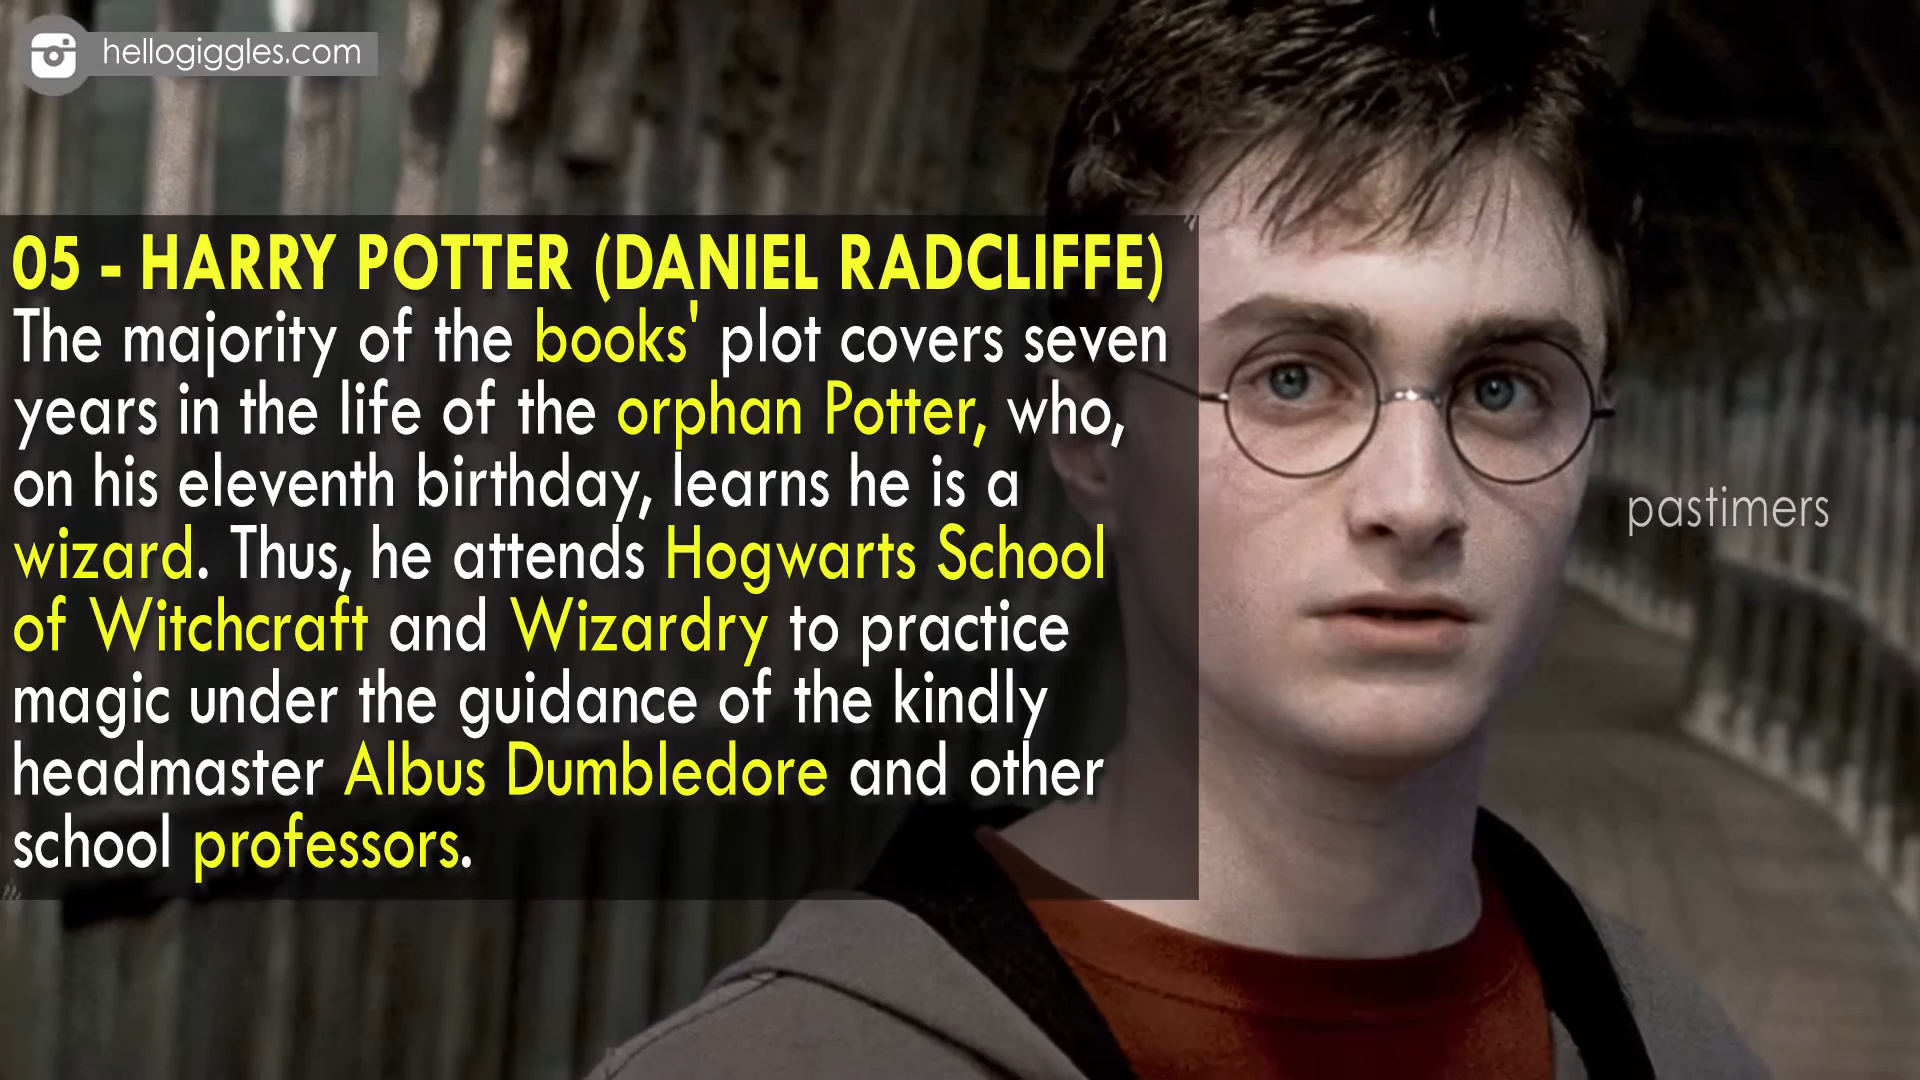 hellogiggles.com
05 - HARRY POTTER (DANIEL RADCLIFFE)
The majority of the books' plot covers seven
years in the life of the orphan Potter, who,
on his eleventh birthday, learns he is a
wizard. Thus, he attends Hogwarts School
of Witchcraft and Wizardry to practice
magic under the guidance of the kindly
headmaster Albus Dumbledore and other
school professors.
pastimers